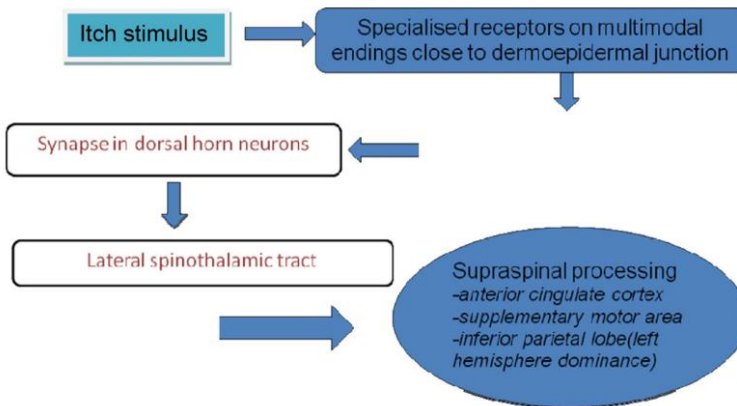 Itch stimulus
Specialised receptors on multimodal
endings close to dermoepidermal junction
Synapse in dorsal horn neurons
Lateral spinothalamic tract
Supraspinal processing
-anterior cingulate cortex
-supplementary motor area
-inferior parietal lobe(left
hemisphere dominance)